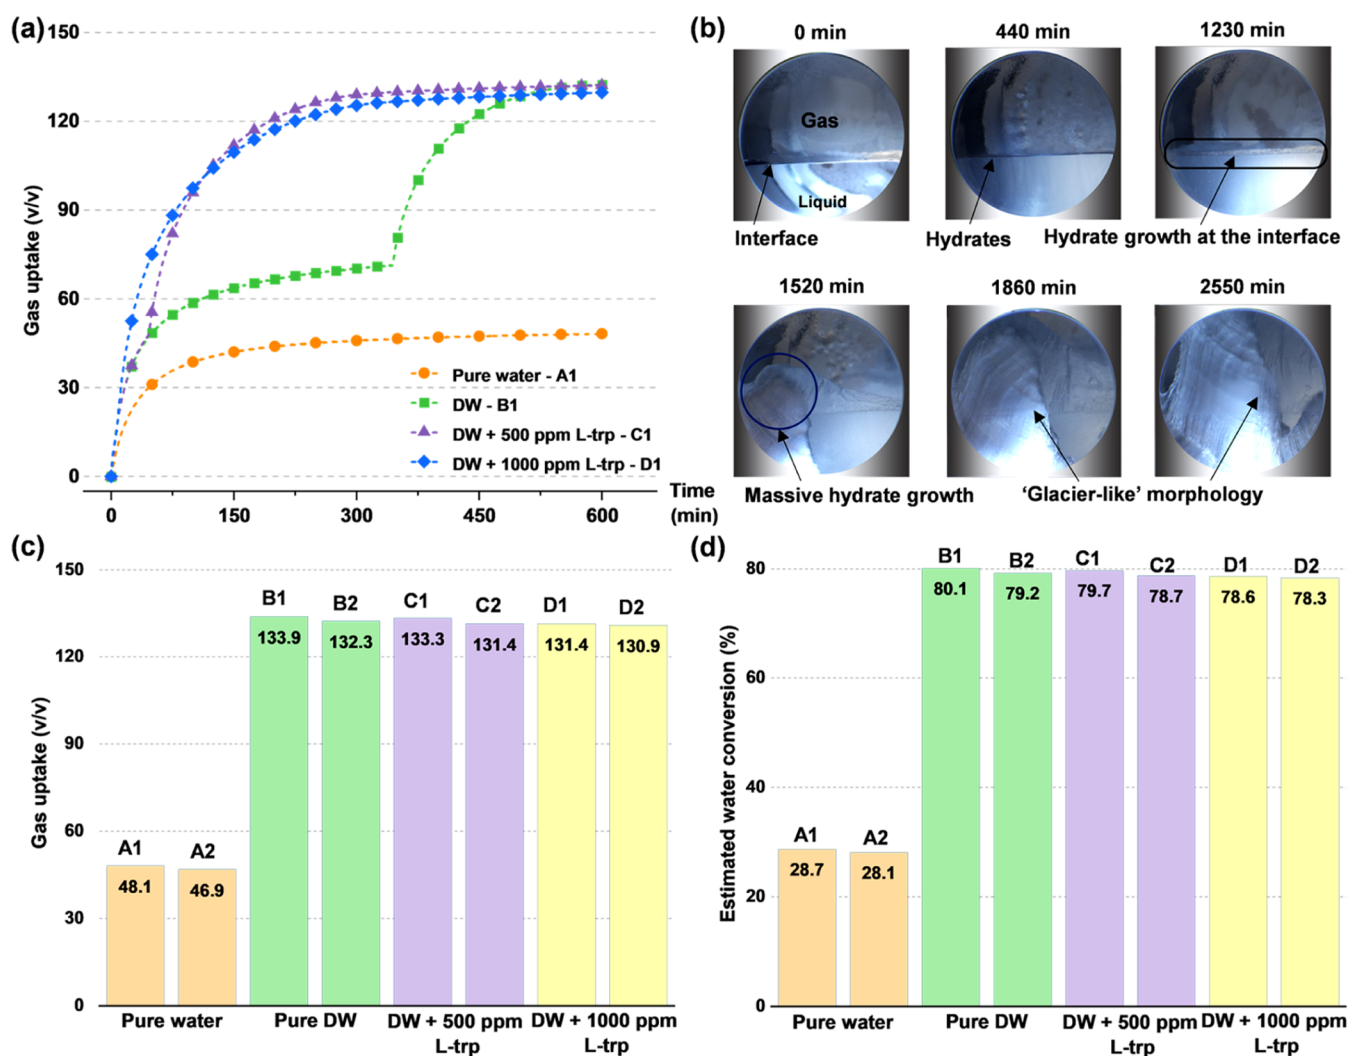 (a)
150
120
90
60
30
0
Gas uptake (v/v)
Pure water - A1
DW - B1
DW + 500 ppm L-trp - C1
DW + 1000 ppm L-trp - D1
0
150
300
450
600
Time
(min)
(b)
0 min
440 min
1230 min
Gas
Liquid
Interface
Hydrates
Hydrate growth at the interface
1520 min
1860 min
2550 min
Massive hydrate growth
‘Glacier-like’ morphology
(c)
150
120
90
60
30
0
Gas uptake (v/v)
A1
A2
B1
B2
C1
C2
D1
D2
48.1
46.9
133.9
132.3
133.3
131.4
131.4
130.9
Pure water
Pure DW
DW + 500 ppm
L-trp
DW + 1000 ppm
L-trp
(d)
80
60
40
20
0
Estimated water conversion (%)
A1
A2
B1
B2
C1
C2
D1
D2
28.7
28.1
80.1
79.2
79.7
78.7
78.6
78.3
Pure water
Pure DW
DW + 500 ppm
L-trp
DW + 1000 ppm
L-trp